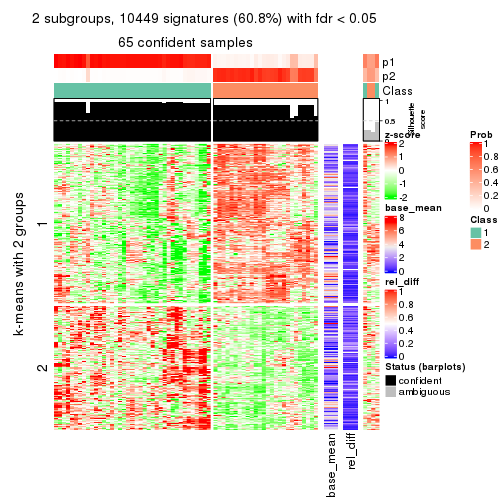 2 subgroups, 10449 signatures (60.8%) with fdr < 0.05
65 confident samples
p1
p2
Class
1
0.5
0
Silhouette
score
k-means with 2 groups
1
2
base_mean
rel_diff
z-score
2
1
0
-1
-2
base_mean
8
6
4
2
0
rel_diff
1
0.8
0.6
0.4
0.2
0
Status (barplots)
confident
ambiguous
Prob
1
0.8
0.6
0.4
0.2
0
Class
1
2